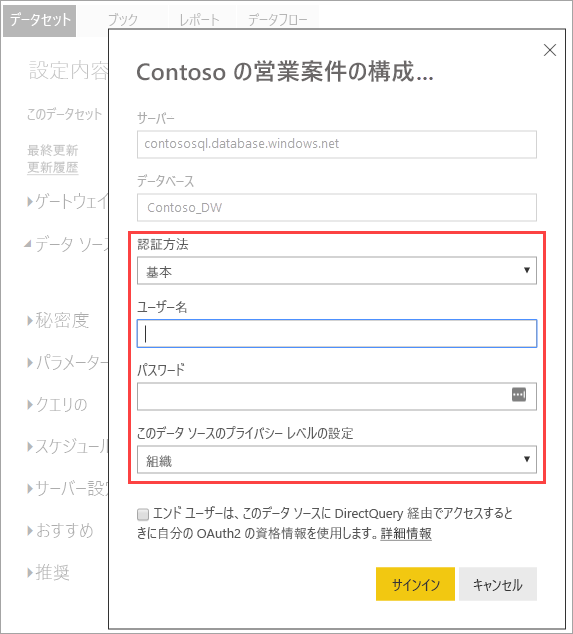 データセット
ブック
レポート
データフロー
設定内容
このデータセット
最終更新
更新履歴
ゲートウェイ
データ ソース
秘密度
パラメーター
クエリの
スケジュール
サーバー設定
おすすめ
推奨
Contoso の営業案件の構成...
サーバー
contososql.database.windows.net
データベース
Contoso_DW
認証方法
基本
ユーザー名
パスワード
このデータ ソースのプライバシー レベルの設定
組織
エンド ユーザーは、このデータ ソースに DirectQuery 経由でアクセスすると
きに自分の OAuth2 の資格情報を使用します。詳細情報
サインイン
キャンセル